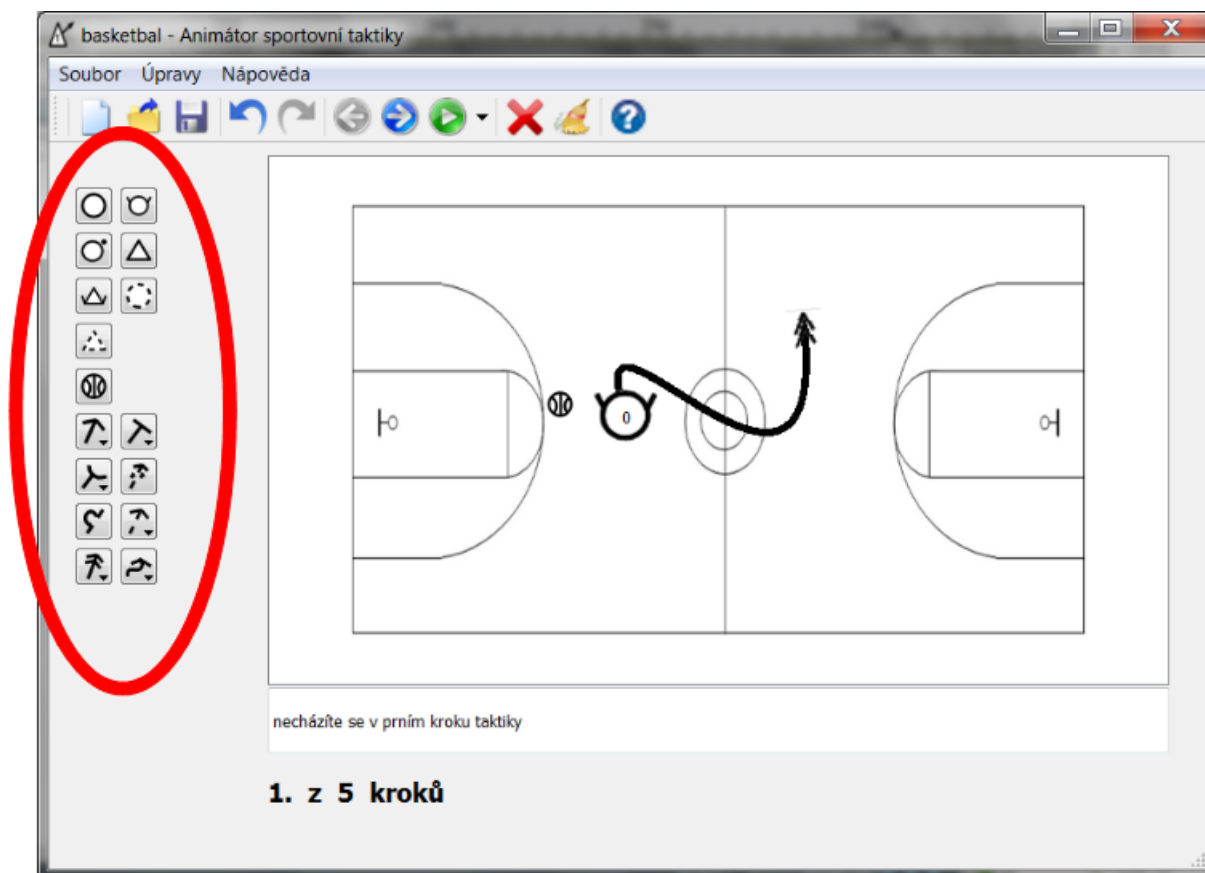 basketbal - Animátor sportovní taktiky
Soubor Úpravy Nápověda
0
necházíte se v prním kroku taktiky
1. z 5 kroků